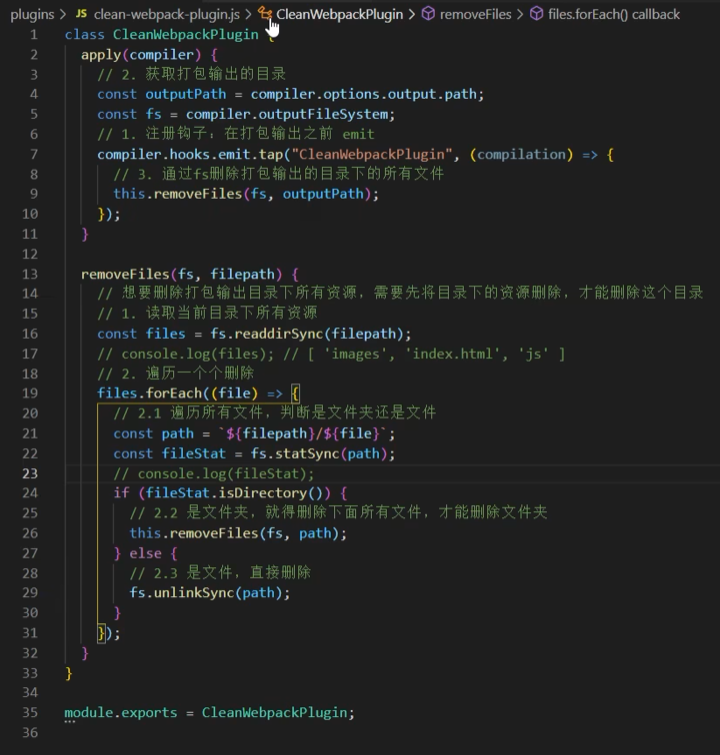 plugins > JS clean-webpack-plugin.js > CleanWebpackPlugin > removeFiles > files.forEach() callback
1 class CleanWebpackPlugin {
2 apply(compiler) {
3 // 2. 获取打包输出的目录
4 const outputPath = compiler.options.output.path;
5 const fs = compiler.outputFileSystem;
6 // 1. 注册钩子：在打包输出之前 emit
7 compiler.hooks.emit.tap("CleanWebpackPlugin", (compilation) => {
8 // 3. 通过fs删除打包输出的目录下的所有文件
9 this.removeFiles(fs, outputPath);
10 });
11 }
12
13 removeFiles(fs, filepath) {
14 // 想要删除打包输出目录下所有资源，需要先将目录下的资源删除，才能删除这个目录
15 // 1. 读取当前目录下所有资源
16 const files = fs.readdirSync(filepath);
17 // console.log(files); // [ 'images', 'index.html', 'js' ]
18 // 2. 遍历一个个删除
19 files.forEach((file) => {
20 // 2.1 遍历所有文件，判断是文件夹还是文件
21 const path = `${filepath}/${file}`;
22 const fileStat = fs.statSync(path);
23 // console.log(fileStat);
24 if (fileStat.isDirectory()) {
25 // 2.2 是文件夹，就得删除下面所有文件，才能删除文件夹
26 this.removeFiles(fs, path);
27 } else {
28 // 2.3 是文件，直接删除
29 fs.unlinkSync(path);
30 }
31 });
32 }
33 }
34
35 module.exports = CleanWebpackPlugin;
36